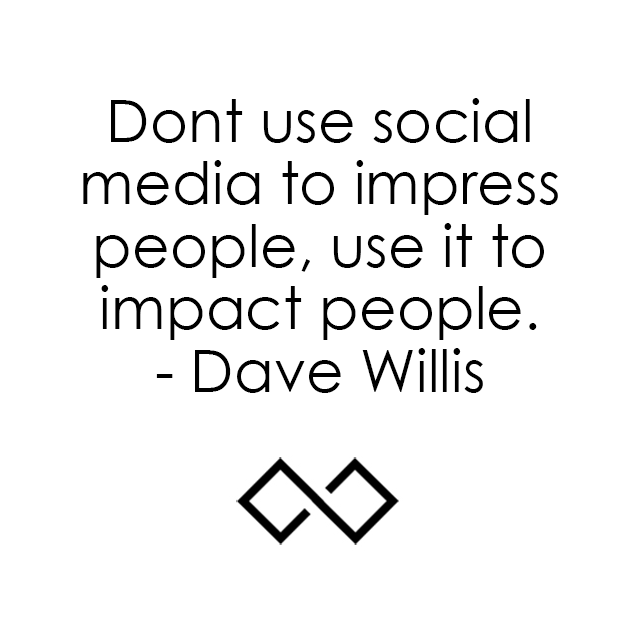 Dont use social
media to impress
people, use it to
impact people.
- Dave Willis